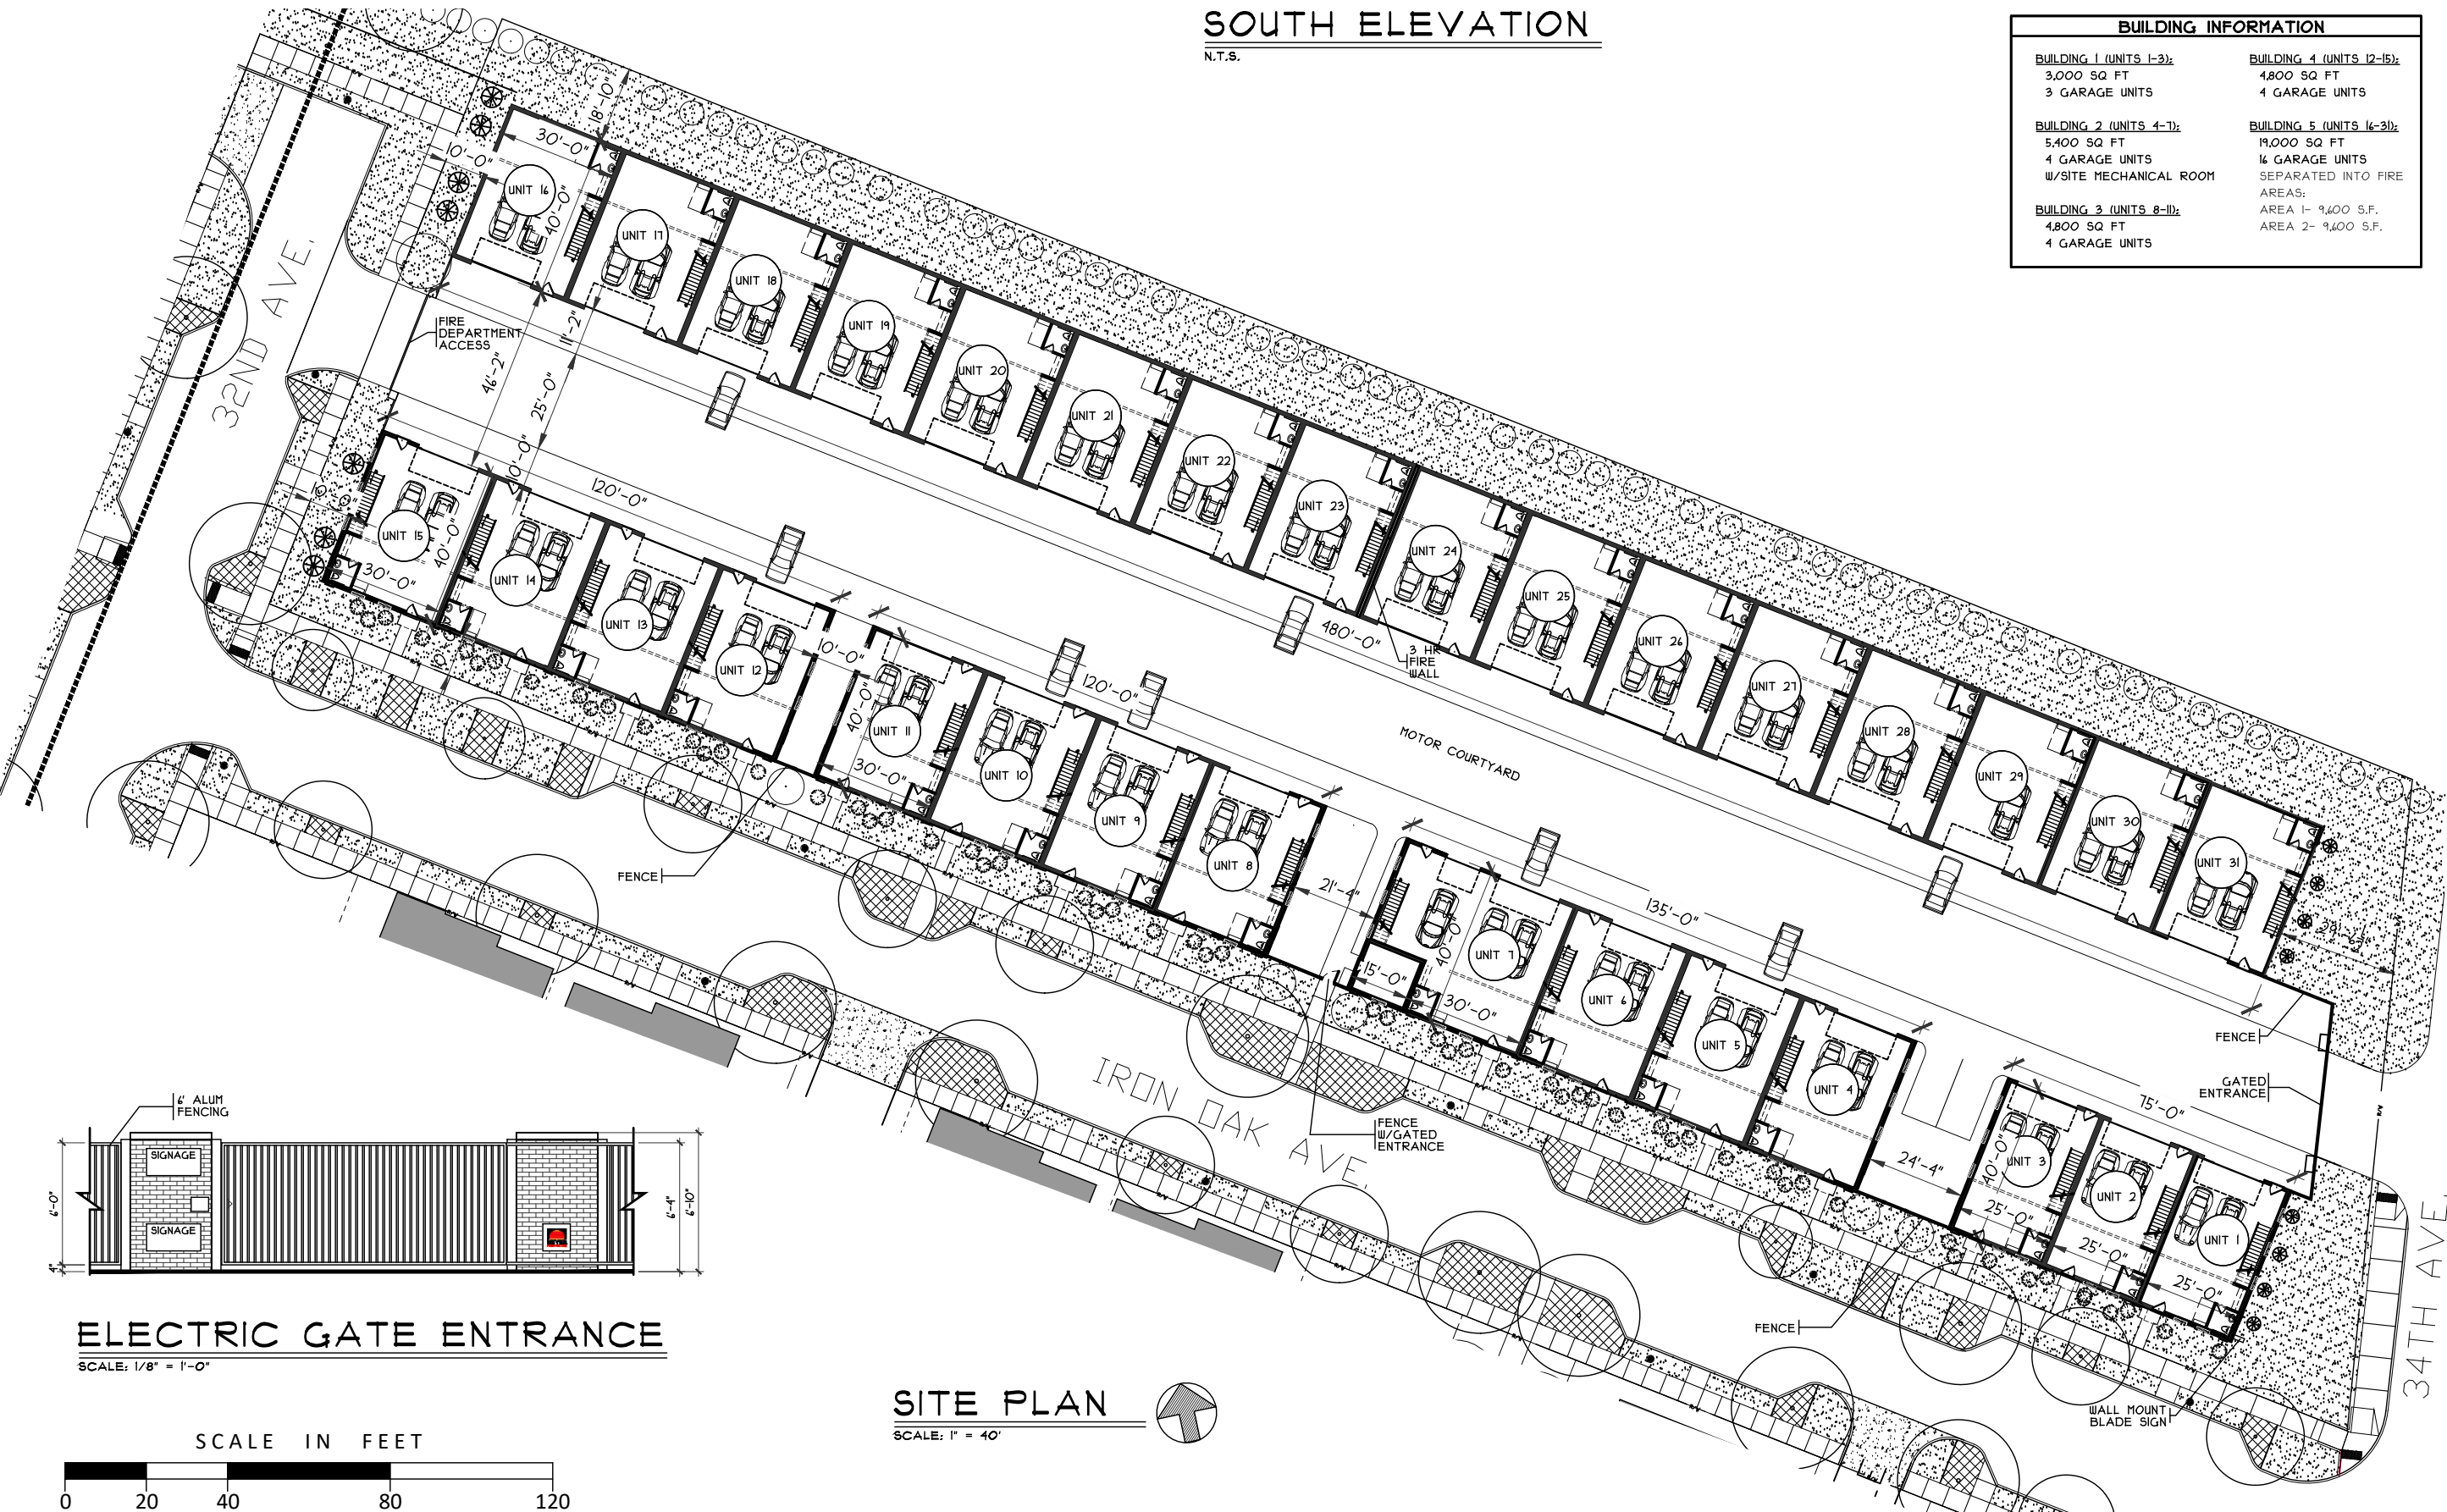 SOUTH ELEVATION
N.T.S.
BUILDING INFORMATION
BUILDING 1 (UNITS 1-3):
3,000 SQ FT
3 GARAGE UNITS
BUILDING 2 (UNITS 4-7):
5,400 SQ FT
4 GARAGE UNITS
W/SITE MECHANICAL ROOM
BUILDING 3 (UNITS 8-11):
4,800 SQ FT
4 GARAGE UNITS
BUILDING 4 (UNITS 12-15):
4,800 SQ FT
4 GARAGE UNITS
BUILDING 5 (UNITS 16-31):
19,000 SQ FT
16 GARAGE UNITS
SEPARATED INTO FIRE
AREAS:
AREA 1- 9,600 S.F.
AREA 2- 9,600 S.F.
18'-10"
30'-0"
10'-0"
40'-0"
UNIT 16
UNIT 17
UNIT 18
UNIT 19
UNIT 20
UNIT 21
UNIT 22
UNIT 23
UNIT 24
UNIT 25
UNIT 26
UNIT 27
UNIT 28
UNIT 29
UNIT 30
UNIT 31
32ND AVE.
FIRE
DEPARTMENT
ACCESS
11'-2"
46'-2"
25'-0"
10'-0"
120'-0"
480'-0"
3 HR
FIRE
WALL
MOTOR COURTYARD
10'-0"
UNIT 15
40'-0"
30'-0"
UNIT 14
UNIT 13
UNIT 12
10'-0"
120'-0"
40'-0"
UNIT 11
30'-0"
UNIT 10
UNIT 9
UNIT 8
FENCE
21'-4"
135'-0"
40'-0"
15'-0"
30'-0"
UNIT 7
UNIT 6
UNIT 5
UNIT 4
24'-4"
75'-0"
40'-0"
UNIT 3
UNIT 2
UNIT 1
25'-0"
25'-0"
25'-0"
FENCE
GATED
ENTRANCE
FENCE
W/GATED
ENTRANCE
IRON OAK AVE.
34TH AVE.
FENCE
WALL MOUNT
BLADE SIGN
6' ALUM
FENCING
SIGNAGE
SIGNAGE
6'-0"
4"
6'-4"
6'-10"
ELECTRIC GATE ENTRANCE
SCALE: 1/8" = 1'-0"
SITE PLAN
SCALE: 1" = 40'
SCALE IN FEET
0 20 40 80 120